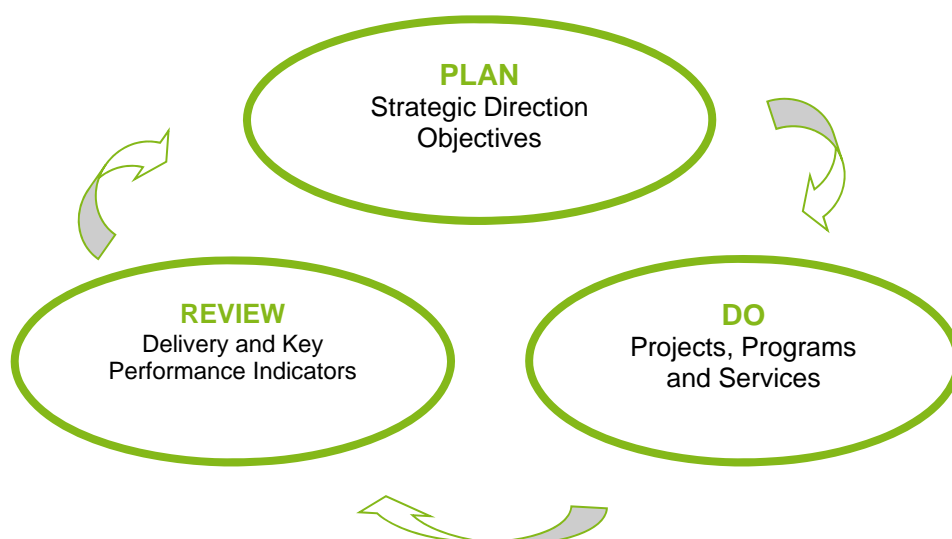 PLAN
Strategic Direction
Objectives
REVIEW
Delivery and Key
Performance Indicators
DO
Projects, Programs
and Services